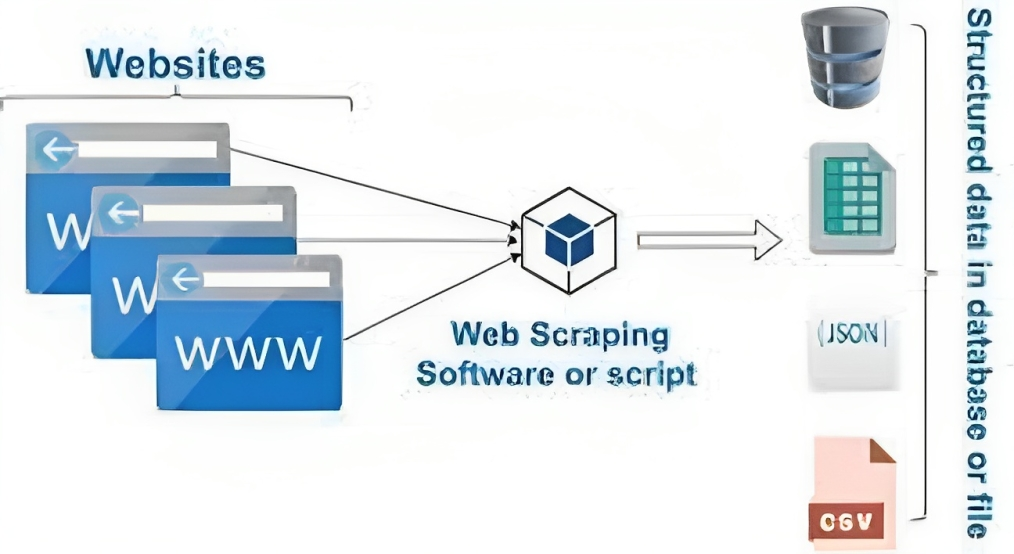 Websites
W
W
WWW
Web Scraping
Software or script
(JSON|
CSV
Structured data in database or file